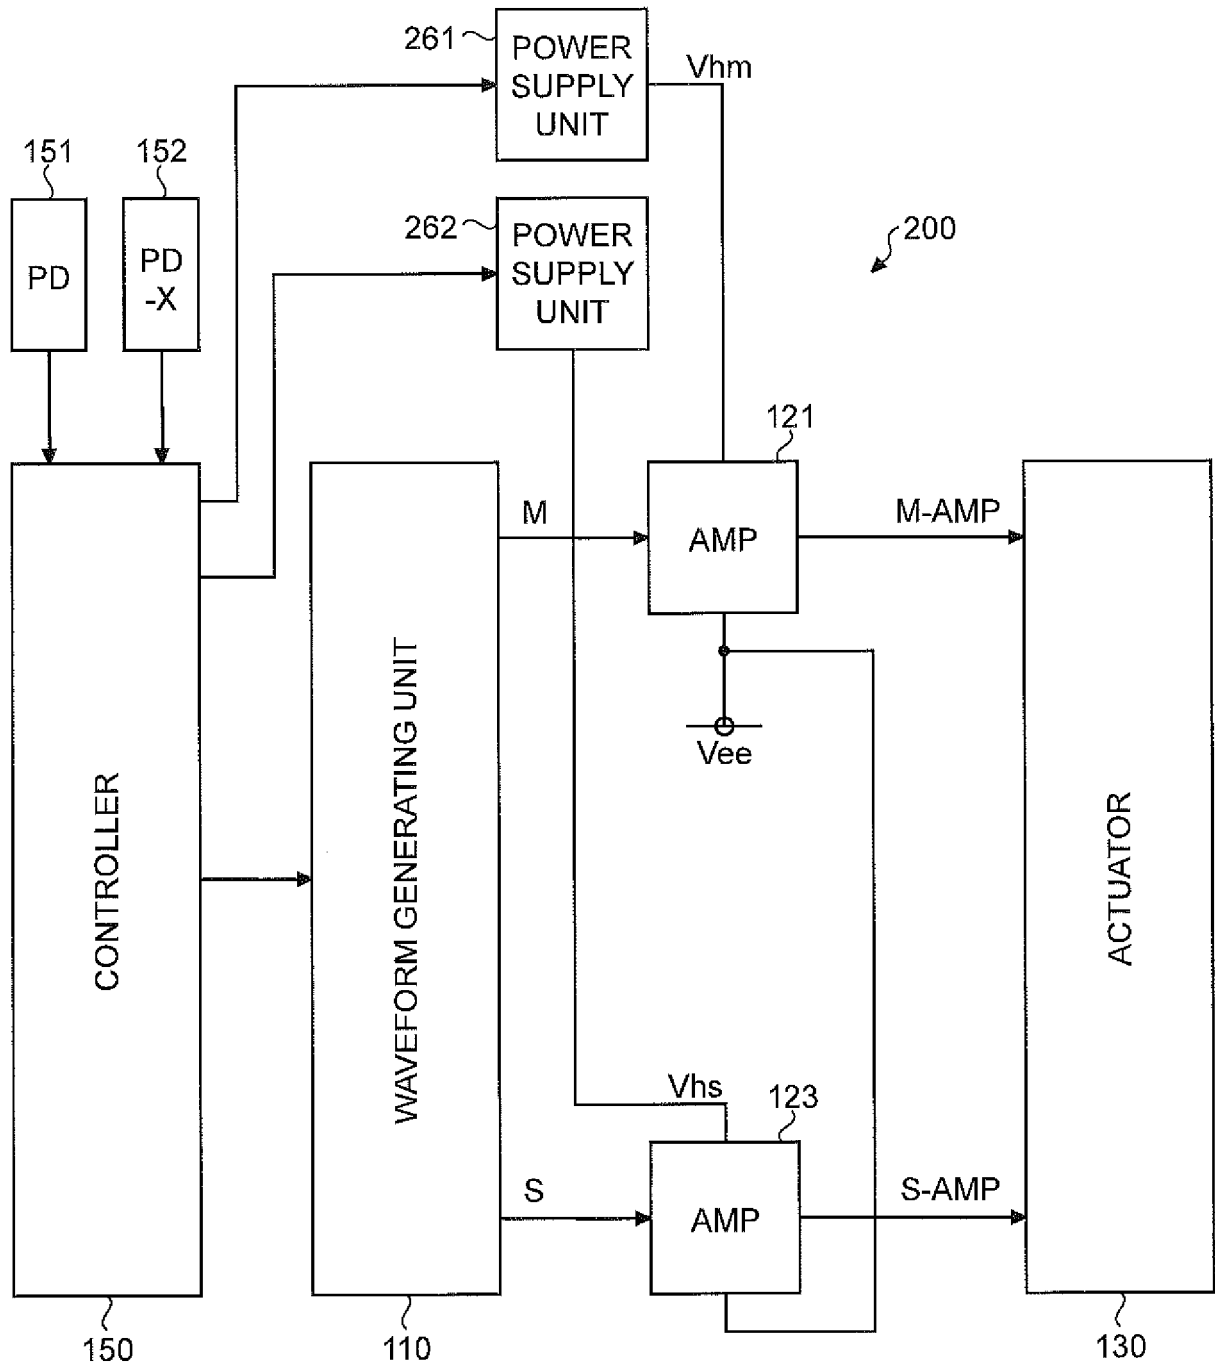 261
POWER
SUPPLY
UNIT
Vhm
151
152
PD
PD
-X
262
POWER
SUPPLY
UNIT
200
121
M
AMP
M-AMP
Vee
CONTROLLER
WAVEFORM GENERATING UNIT
ACTUATOR
Vhs
123
S
AMP
S-AMP
150
110
130